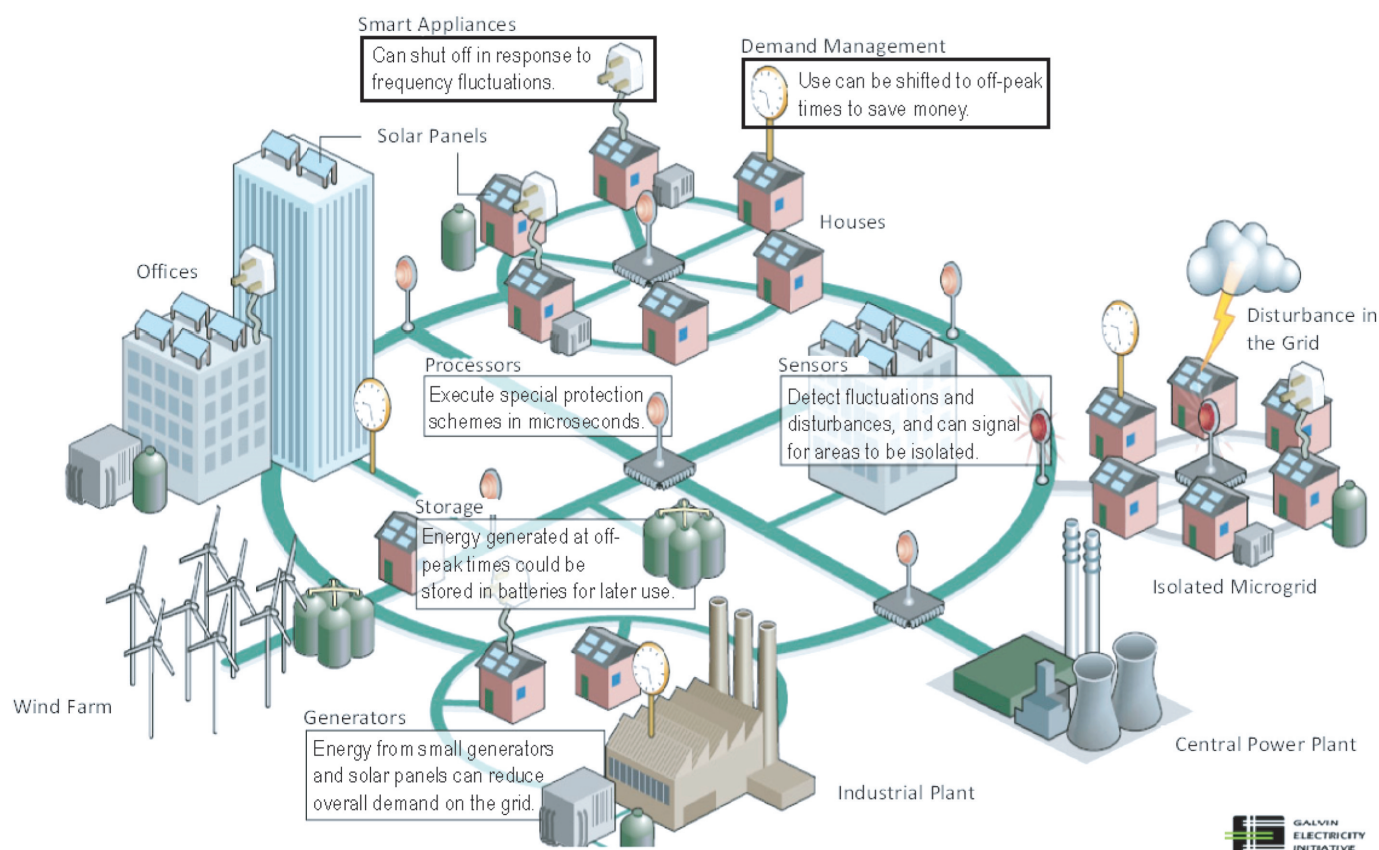 Smart Appliances
Can shut off in response to
frequency fluctuations.
Demand Management
Use can be shifted to off-peak
times to save money.
Solar Panels
Houses
Offices
Disturbance in
the Grid
Processors
Execute special protection
schemes in microseconds.
Sensors
Detect fluctuations and
disturbances, and can signal
for areas to be isolated.
Storage
Energy generated at off-
peak times could be
stored in batteries for later use.
Isolated Microgrid
Wind Farm
Generators
Energy from small generators
and solar panels can reduce
overall demand on the grid.
Central Power Plant
Industrial Plant
GALVIN
ELECTRICITY
INITIATIVE